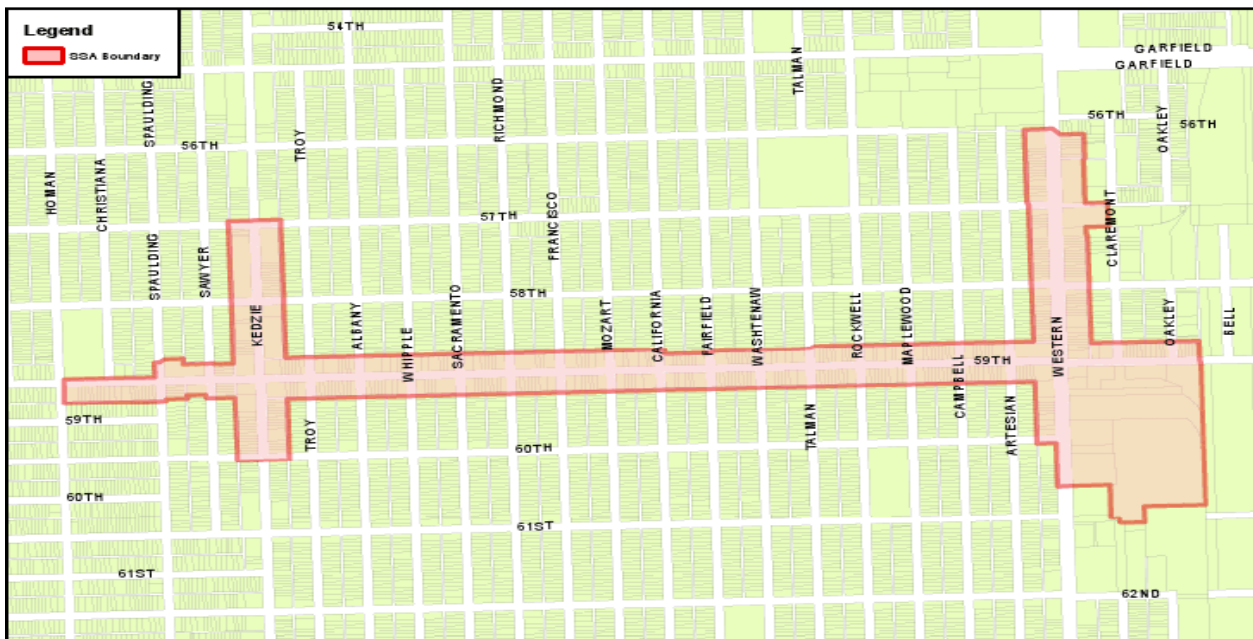 Legend
SSA Boundary
54TH
GARFIELD
GARFIELD
TALMAN
SPAULDING
RICHMOND
56TH
TROY
56TH
OAKLEY
56TH
HOMAN
CHRISTIANA
57TH
FRANCISCO
CLAREMONT
SPAULDING
SAWYER
58TH
KEDZIE
ALBANY
WHIPPLE
SACRAMENTO
MOZART
CALIFORNIA
FAIRFIELD
WASHTENAW
ROCKWELL
MAPLEWOOD
CAMPBELL
59TH
WESTERN
OAKLEY
BELL
59TH
TROY
60TH
TALMAN
ARTESIAN
60TH
61ST
61ST
62ND